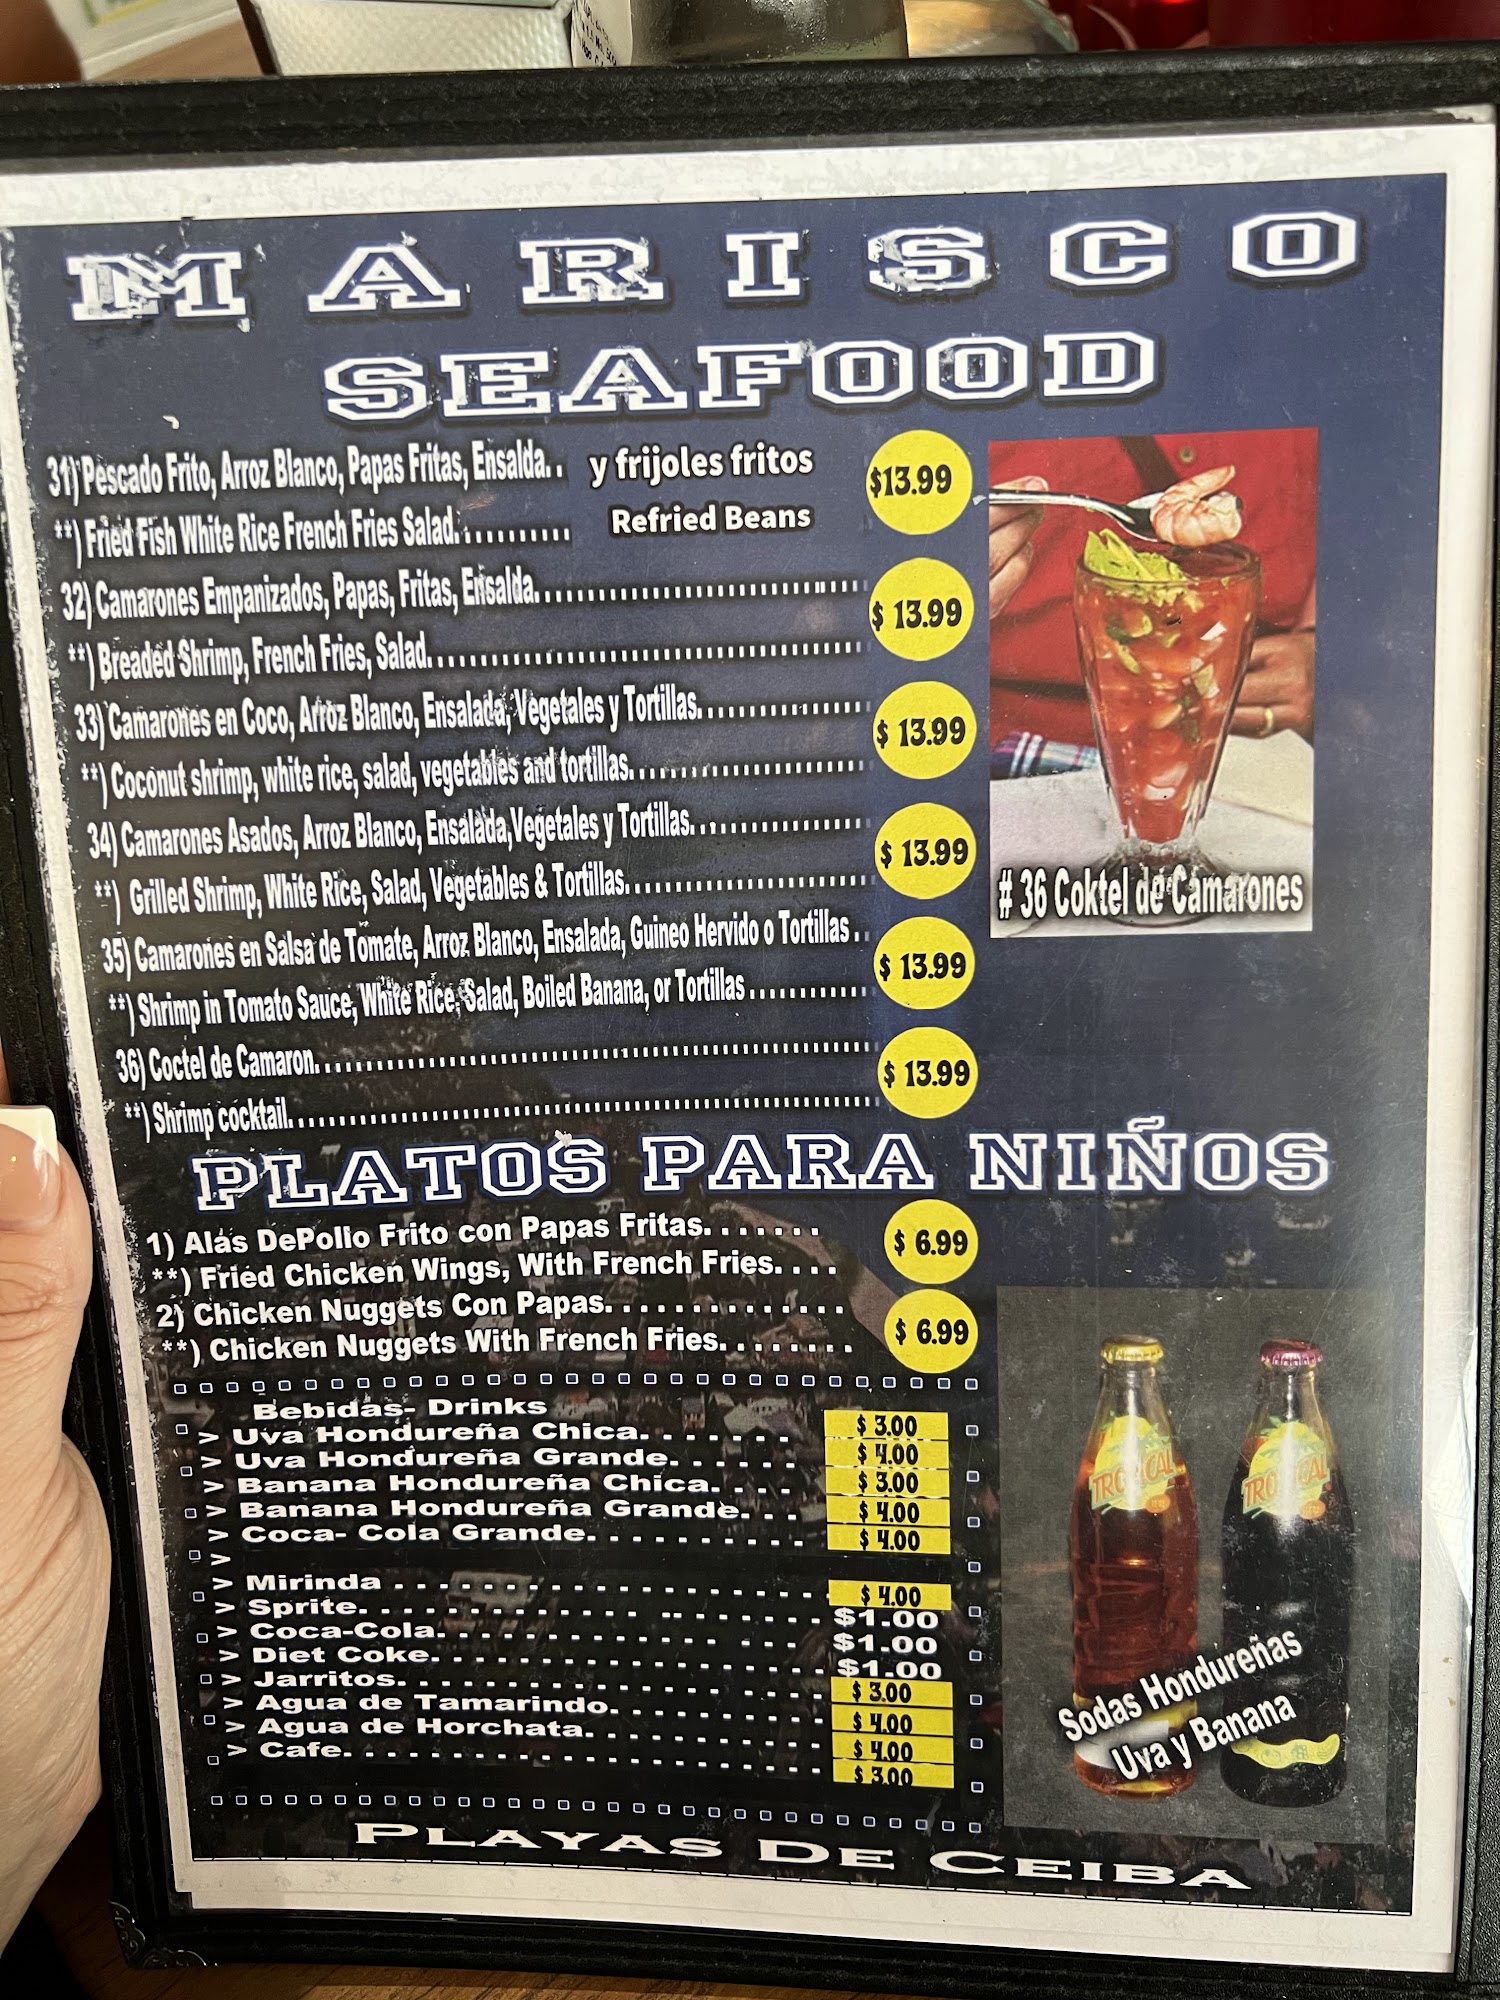 MARISCO
SEAFOOD
31) Pescado Frito, Arroz Blanco, Papas Fritas, Ensalda. . y frijoles fritos $13.99
**) Fried Fish White Rice French Fries Salad. . . . . . . . . . Refried Beans
32) Camarones Empanizados, Papas, Fritas, Ensalda. . . . . . . . . . . . . . . . . . . . . . . . . . . $ 13.99
**) Breaded Shrimp, French Fries, Salad. . . . . . . . . . . . . . . . . . . . . . . . . . . . . . . . . . .
33) Camarones en Coco, Arroz Blanco, Ensalada, Vegetales y Tortillas. . . . . . . . . . . . . . $ 13.99
**) Coconut shrimp, white rice, salad, vegetables and tortillas. . . . . . . . . . . . . . . . . . .
34) Camarones Asados, Arroz Blanco, Ensalada,Vegetales y Tortillas. . . . . . . . . . . . . . $ 13.99
**) Grilled Shrimp, White Rice, Salad, Vegetables & Tortillas. . . . . . . . . . . . . . . . . . . .
35) Camarones en Salsa de Tomate, Arroz Blanco, Ensalada, Guineo Hervido o Tortillas . . $ 13.99
**) Shrimp in Tomato Sauce, White Rice, Salad, Boiled Banana, or Tortillas . . . . . . . . . .
36) Coctel de Camaron. . . . . . . . . . . . . . . . . . . . . . . . . . . . . . . . . . . . . . . . . . . . $ 13.99
**) Shrimp cocktail. . . . . . . . . . . . . . . . . . . . . . . . . . . . . . . . . . . . . . . . . . . . . .
# 36 Coktel de Camarones
PLATOS PARA NIÑOS
1) Alas DePollo Frito con Papas Fritas. . . . . . . $ 6.99
**) Fried Chicken Wings, With French Fries. . . .
2) Chicken Nuggets Con Papas. . . . . . . . . . . . . . $ 6.99
**) Chicken Nuggets With French Fries. . . . . . . .
Bebidas- Drinks
> Uva Hondureña Chica. . . . . . . $ 3.00
> Uva Hondureña Grande. . . . . . $ 4.00
> Banana Hondureña Chica. . . . $ 3.00
> Banana Hondureña Grande. . . $ 4.00
> Coca- Cola Grande. . . . . . . . . $ 4.00
>
> Mirinda . . . . . . . . . . . . . . . . . $ 4.00
> Sprite. . . . . . . . . . . . . . . . . . $1.00
> Coca-Cola. . . . . . . . . . . . . . . $1.00
> Diet Coke. . . . . . . . . . . . . . . . $1.00
> Jarritos. . . . . . . . . . . . . . . . . $ 3.00
> Agua de Tamarindo. . . . . . . . . $ 4.00
> Agua de Horchata. . . . . . . . . . $ 4.00
> Cafe. . . . . . . . . . . . . . . . . . . $ 3.00
TROPICAL
TROPICAL
Sodas Hondureñas
Uva y Banana
PLAYAS DE CEIBA